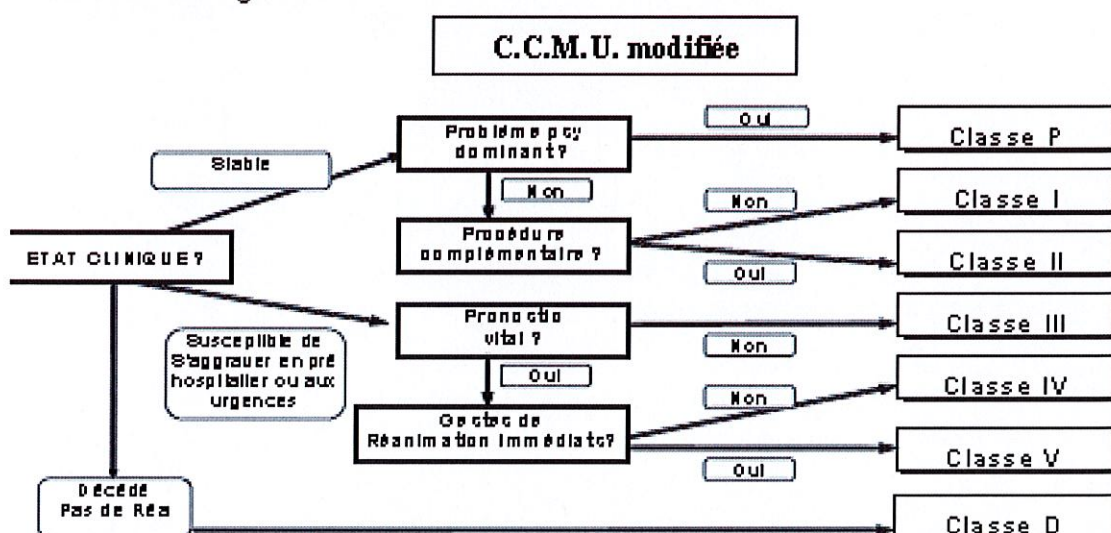 C.C.M.U. modifiée
Oui
Problème psy
dominant?
Classe P
Stable
Non
Non
Classe I
Procédure
complémentaire ?
ETAT CLINIQUE?
Classe II
Oui
Pronostic
vital ?
Classe III
Susceptible de
S'aggraver en pré
hospitalier ou aux
urgences
Non
Oui
Non
Classe IV
Gestes de
Réanimation immédiats?
Classe V
Oui
Décédé
Pas de Réa
Classe D